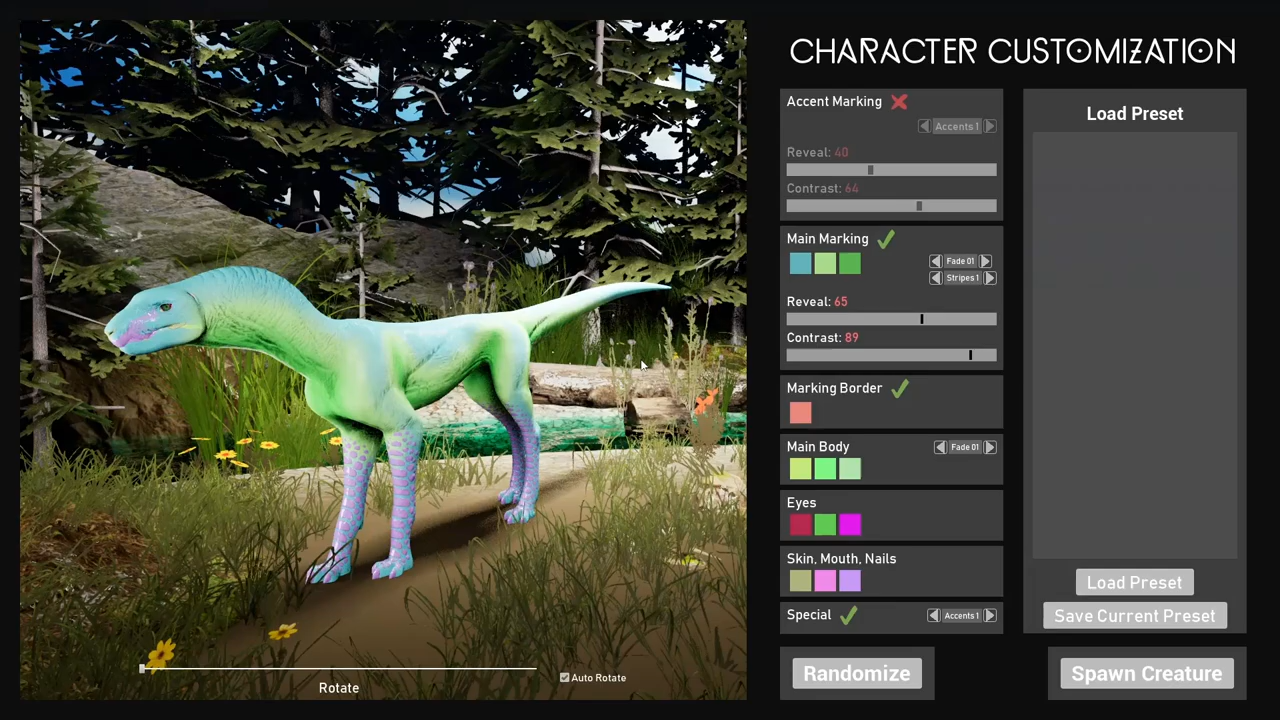 CHARACTER CUSTOMIZATION
Accent Marking
Accents 1
Reveal: 40
Contrast: 64
Main Marking
Fade 01
Stripes 1
Reveal: 65
Contrast: 89
Marking Border
Main Body
Fade 01
Eyes
Skin, Mouth, Nails
Special
Accents 1
Load Preset
Load Preset
Save Current Preset
Rotate
Auto Rotate
Randomize
Spawn Creature